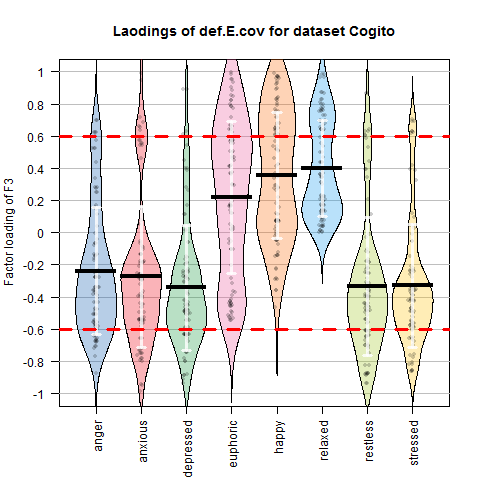 Laodings of def.E.cov for dataset Cogito
Factor loading of F3
1
0.8
0.6
0.4
0.2
0
-0.2
-0.4
-0.6
-0.8
-1
anger
anxious
depressed
euphoric
happy
relaxed
restless
stressed